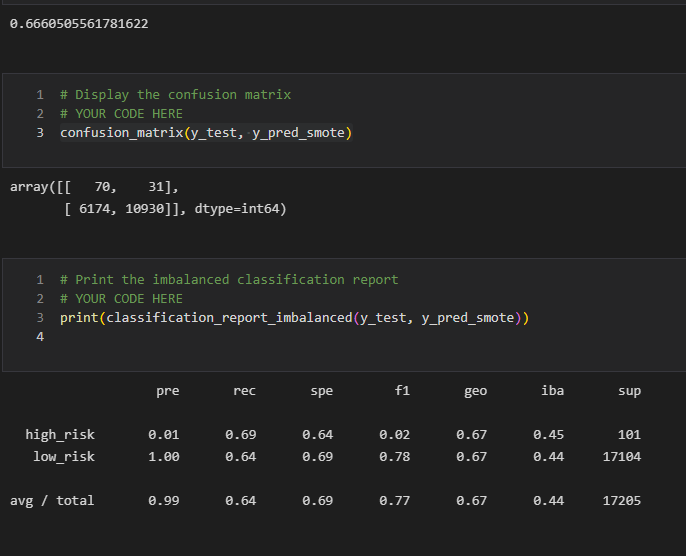 0.6660505561781622
1 # Display the confusion matrix
2 # YOUR CODE HERE
3 confusion_matrix(y_test, y_pred_smote)
array([[   70,    31],
       [ 6174, 10930]], dtype=int64)
1 # Print the imbalanced classification report
2 # YOUR CODE HERE
3 print(classification_report_imbalanced(y_test, y_pred_smote))
4
pre rec spe f1 geo iba sup
high_risk 0.01 0.69 0.64 0.02 0.67 0.45 101
low_risk 1.00 0.64 0.69 0.78 0.67 0.44 17104
avg / total 0.99 0.64 0.69 0.77 0.67 0.44 17205